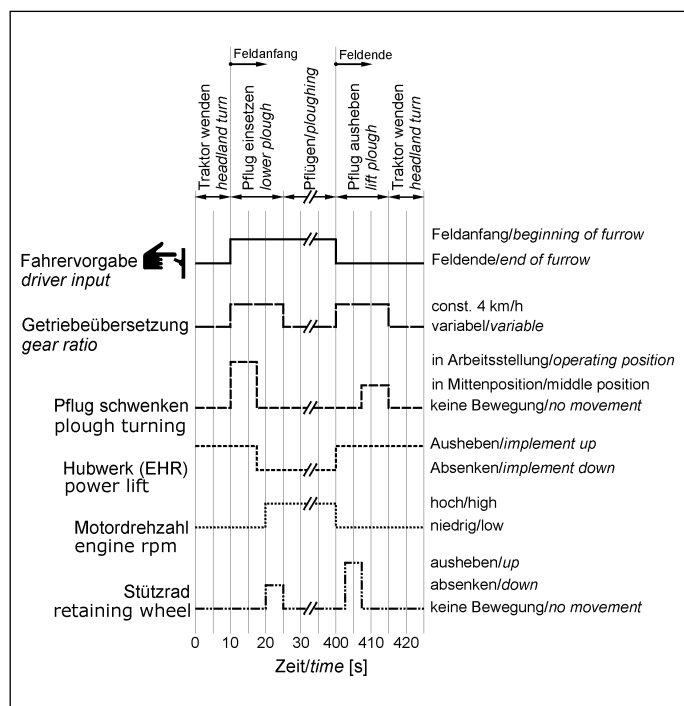 Feldanfang
Feldende
Traktor wenden
headland turn
Pflug einsetzen
lower plough
Pflügen/ploughing
Pflug ausheben
lift plough
Traktor wenden
headland turn
Fahrervorgabe
driver input
Feldanfang/beginning of furrow
Feldende/end of furrow
Getriebeübersetzung
gear ratio
const. 4 km/h
variabel/variable
Pflug schwenken
plough turning
in Arbeitsstellung/operating position
in Mittenposition/middle position
keine Bewegung/no movement
Hubwerk (EHR)
power lift
Ausheben/implement up
Absenken/implement down
Motordrehzahl
engine rpm
hoch/high
niedrig/low
Stützrad
retaining wheel
ausheben/up
absenken/down
keine Bewegung/no movement
0 10 20 30 400 410 420
Zeit/time [s]